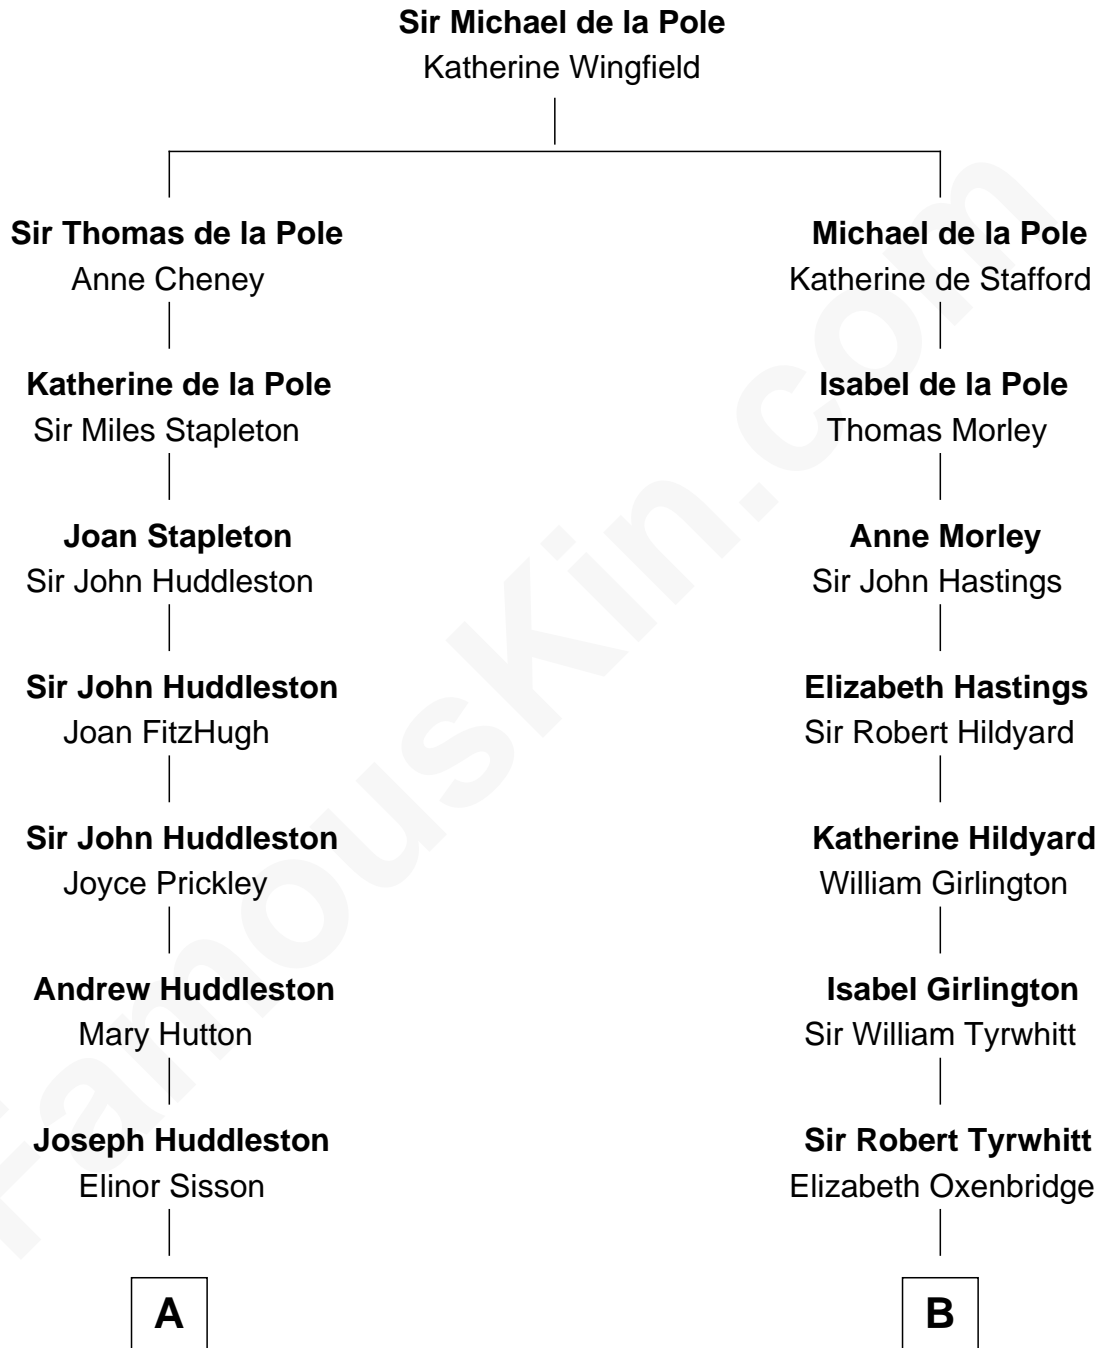 Sir Michael de la Pole
Katherine Wingfield
Sir Thomas de la Pole
Anne Cheney
Michael de la Pole
Katherine de Stafford
Katherine de la Pole
Sir Miles Stapleton
Isabel de la Pole
Thomas Morley
Joan Stapleton
Sir John Huddleston
Anne Morley
Sir John Hastings
Sir John Huddleston
Joan FitzHugh
Elizabeth Hastings
Sir Robert Hildyard
Sir John Huddleston
Joyce Prickley
Katherine Hildyard
William Girlington
Andrew Huddleston
Mary Hutton
Isabel Girlington
Sir William Tyrwhitt
Joseph Huddleston
Elinor Sisson
Sir Robert Tyrwhitt
Elizabeth Oxenbridge
A
B
FamousKin.com